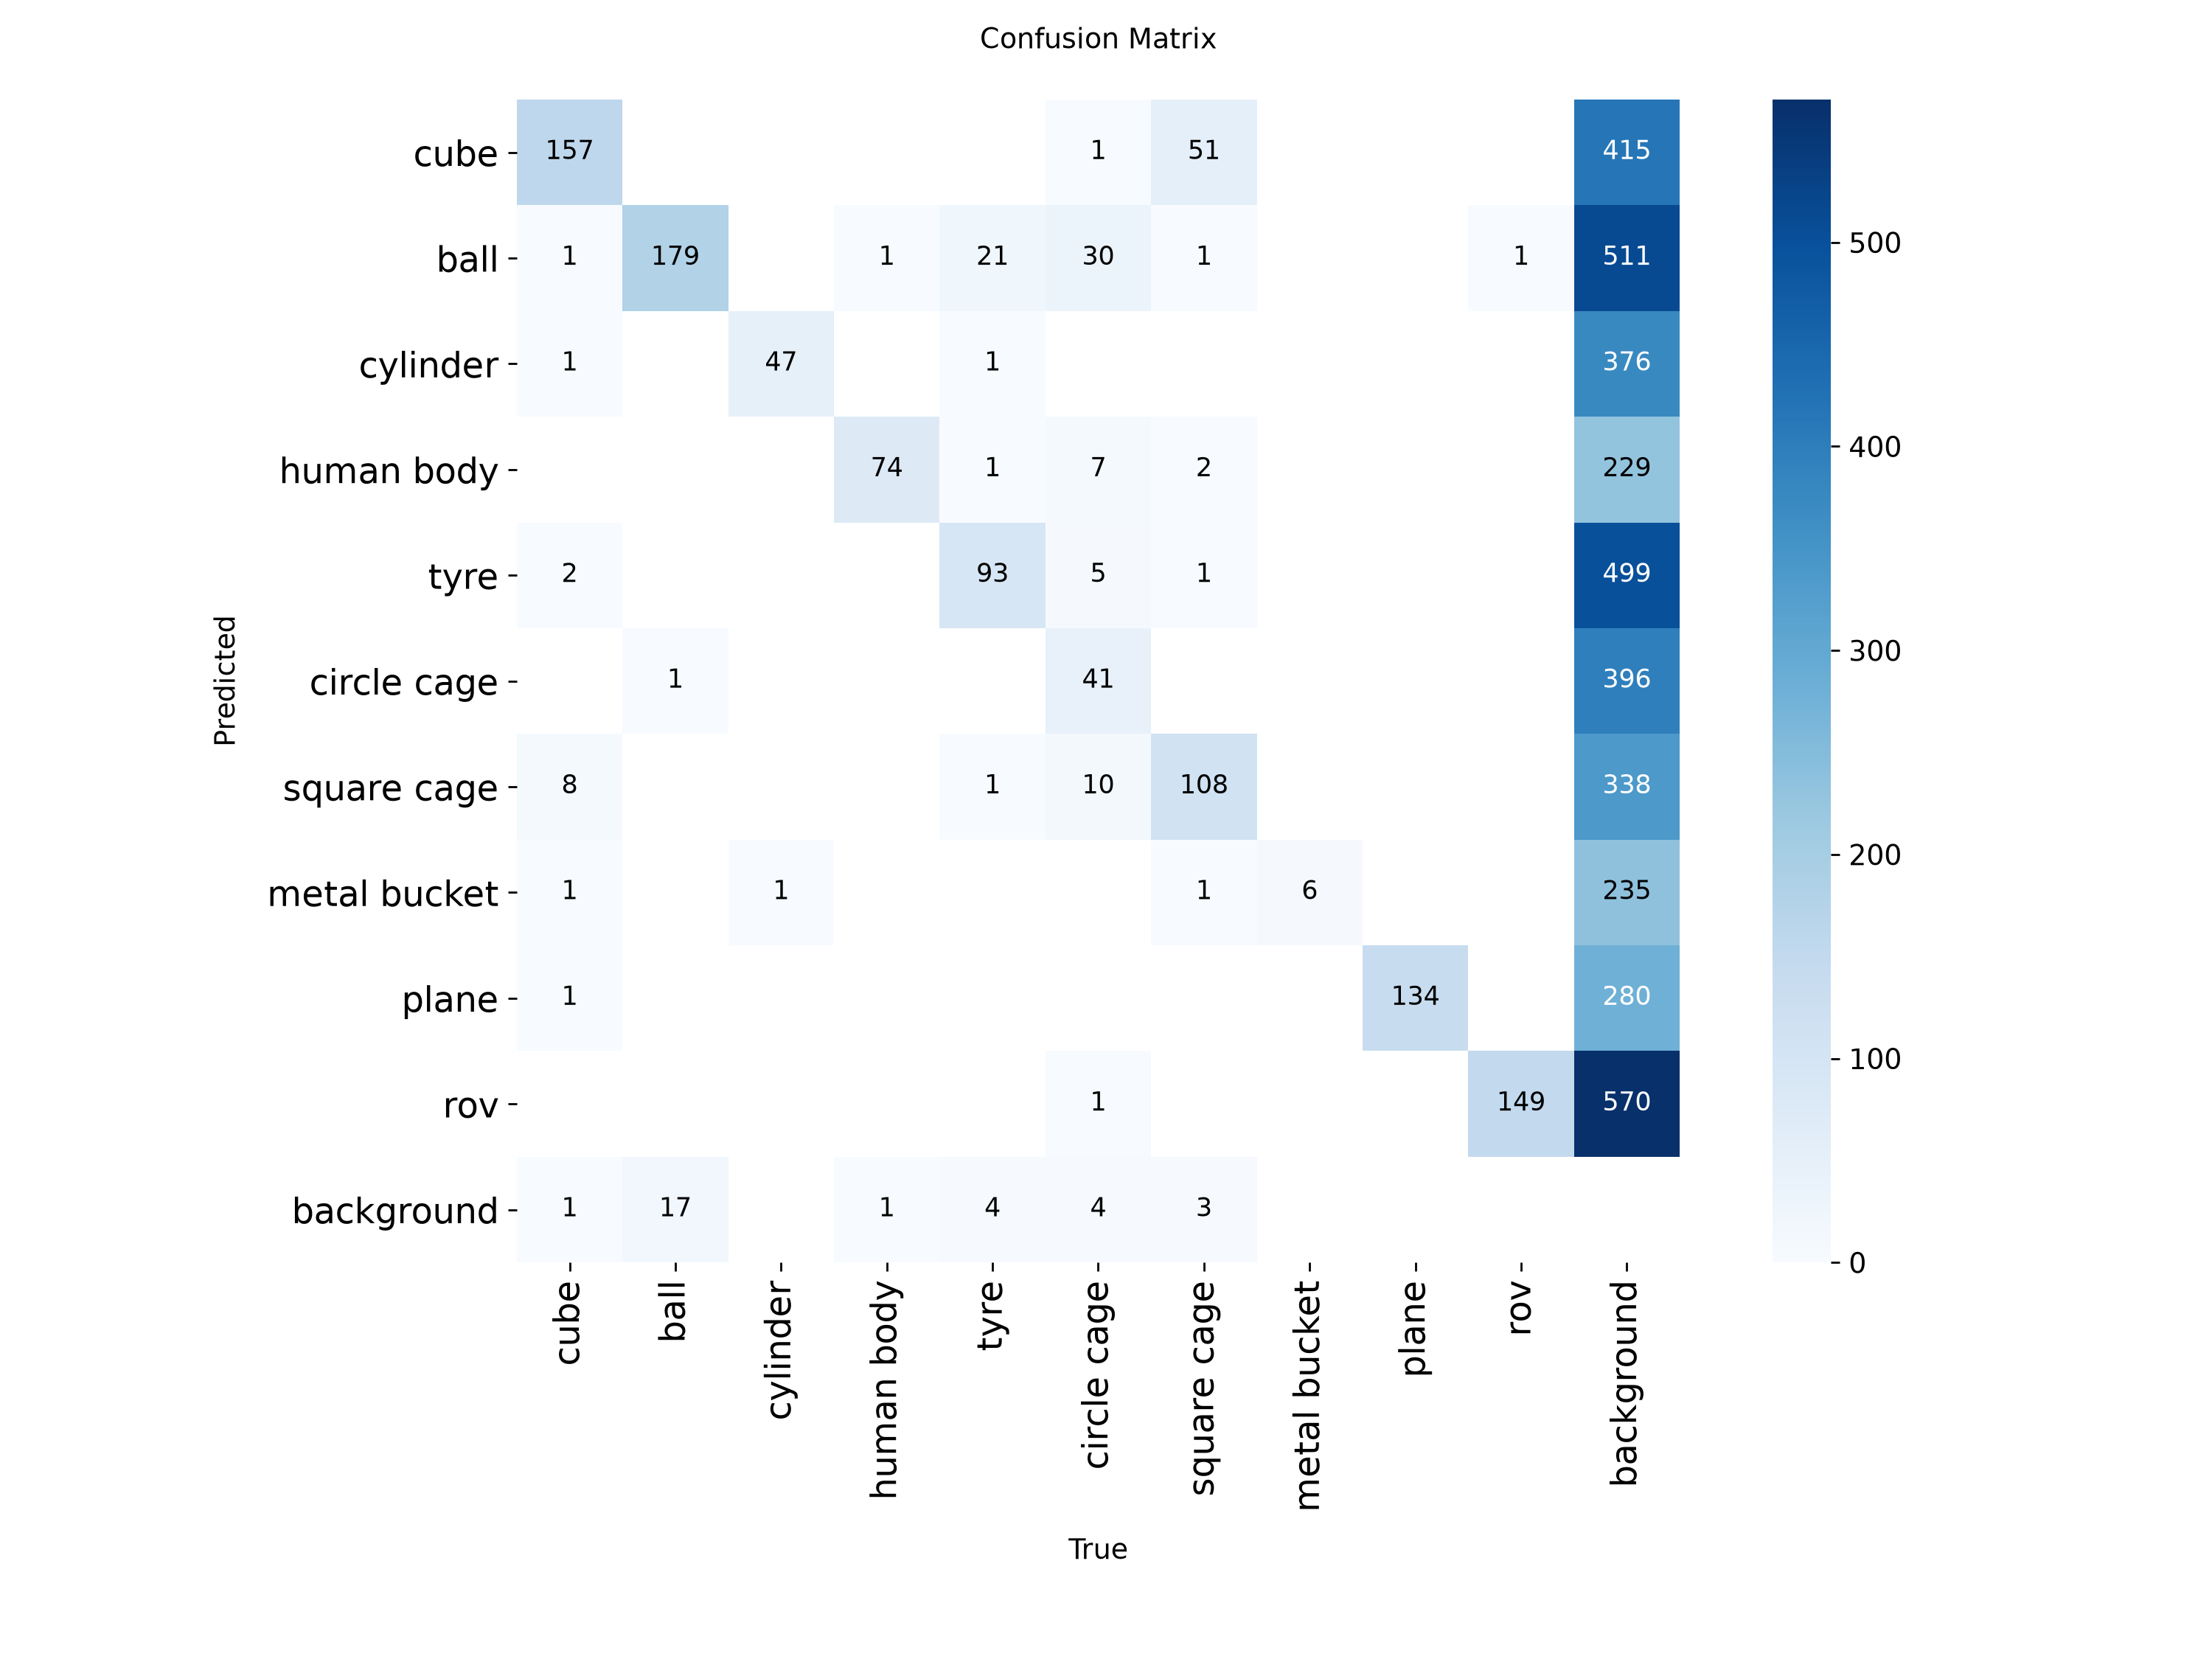 Confusion Matrix
cube 157 1 51 415
ball 1 179 1 21 30 1 1 511 500
cylinder 1 47 1 376
400
human body 74 1 7 2 229
tyre 2 93 5 1 499
300
Predicted
circle cage 1 41 396
square cage 8 1 10 108 338
200
metal bucket 1 1 1 6 235
plane 1 134 280
100
rov 1 149 570
background 1 17 1 4 4 3
0
cube
ball
cylinder
human body
tyre
circle cage
square cage
metal bucket
plane
rov
background
True